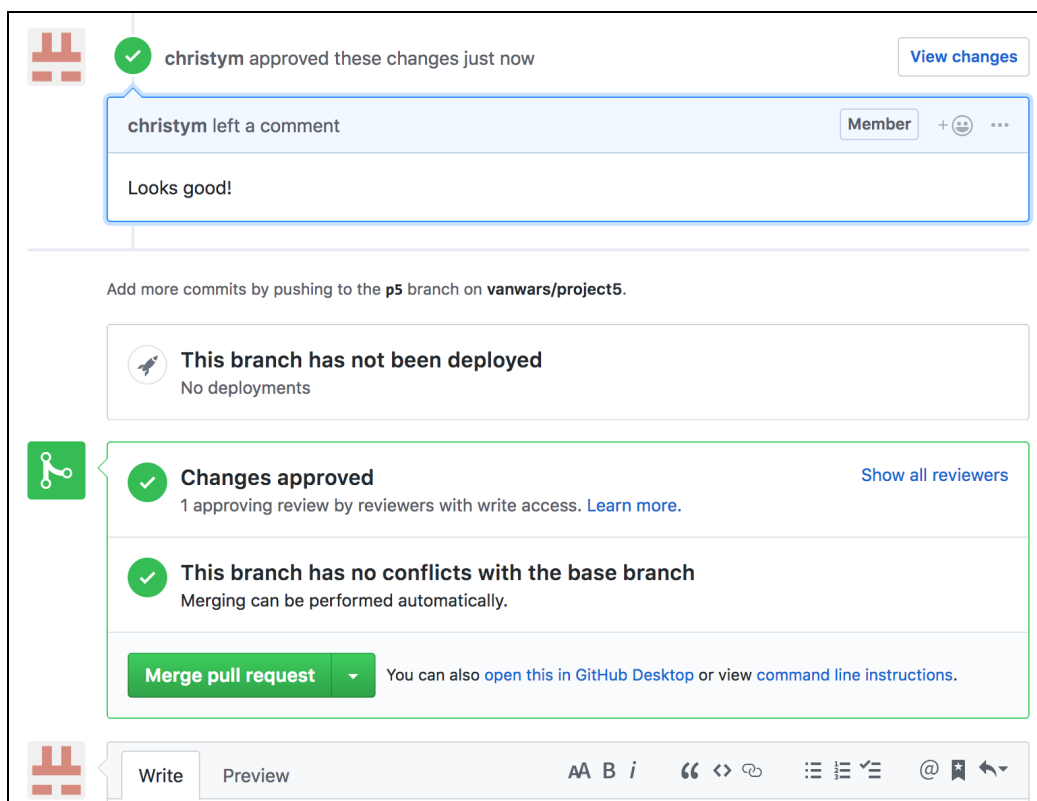 christym approved these changes just now
View changes
christym left a comment
Member
Looks good!
Add more commits by pushing to the p5 branch on vanwars/project5.
This branch has not been deployed
No deployments
Changes approved
Show all reviewers
1 approving review by reviewers with write access. Learn more.
This branch has no conflicts with the base branch
Merging can be performed automatically.
Merge pull request
You can also open this in GitHub Desktop or view command line instructions.
Write
Preview